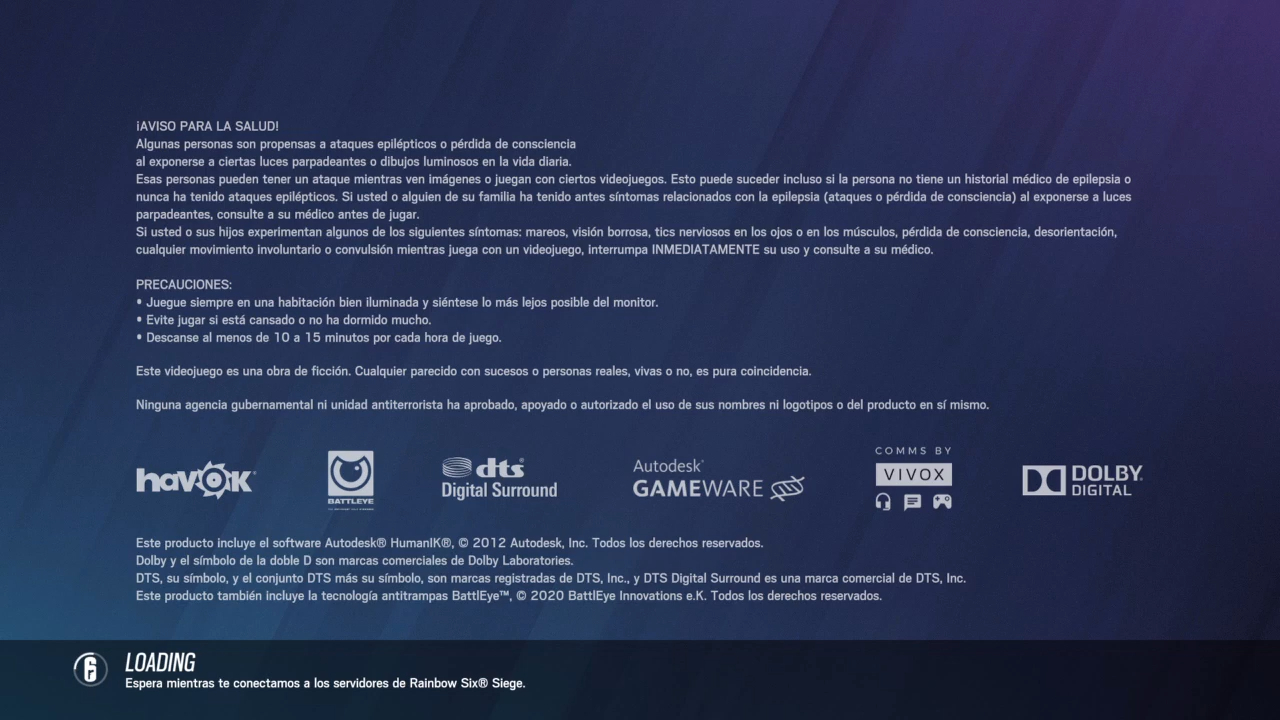 ¡AVISO PARA LA SALUD!
Algunas personas son propensas a ataques epilépticos o pérdida de consciencia
al exponerse a ciertas luces parpadeantes o dibujos luminosos en la vida diaria.
Esas personas pueden tener un ataque mientras ven imágenes o juegan con ciertos videojuegos. Esto puede suceder incluso si la persona no tiene un historial médico de epilepsia o
nunca ha tenido ataques epilépticos. Si usted o alguien de su familia ha tenido antes síntomas relacionados con la epilepsia (ataques o pérdida de consciencia) al exponerse a luces
parpadeantes, consulte a su médico antes de jugar.
Si usted o sus hijos experimentan algunos de los siguientes síntomas: mareos, visión borrosa, tics nerviosos en los ojos o en los músculos, pérdida de consciencia, desorientación,
cualquier movimiento involuntario o convulsión mientras juega con un videojuego, interrumpa INMEDIATAMENTE su uso y consulte a su médico.
PRECAUCIONES:
• Juegue siempre en una habitación bien iluminada y siéntese lo más lejos posible del monitor.
• Evite jugar si está cansado o no ha dormido mucho.
• Descanse al menos de 10 a 15 minutos por cada hora de juego.
Este videojuego es una obra de ficción. Cualquier parecido con sucesos o personas reales, vivas o no, es pura coincidencia.
Ninguna agencia gubernamental ni unidad antiterrorista ha aprobado, apoyado o autorizado el uso de sus nombres ni logotipos o del producto en sí mismo.
havok®
BATTLEYE
dts®
Digital Surround
Autodesk®
GAMEWARE
COMMS BY
VIVOX
DOLBY®
DIGITAL
Este producto incluye el software Autodesk® HumanIK®, © 2012 Autodesk, Inc. Todos los derechos reservados.
Dolby y el símbolo de la doble D son marcas comerciales de Dolby Laboratories.
DTS, su símbolo, y el conjunto DTS más su símbolo, son marcas registradas de DTS, Inc., y DTS Digital Surround es una marca comercial de DTS, Inc.
Este producto también incluye la tecnología antitrampas BattlEye™, © 2020 BattlEye Innovations e.K. Todos los derechos reservados.
6
LOADING
Espera mientras te conectamos a los servidores de Rainbow Six® Siege.